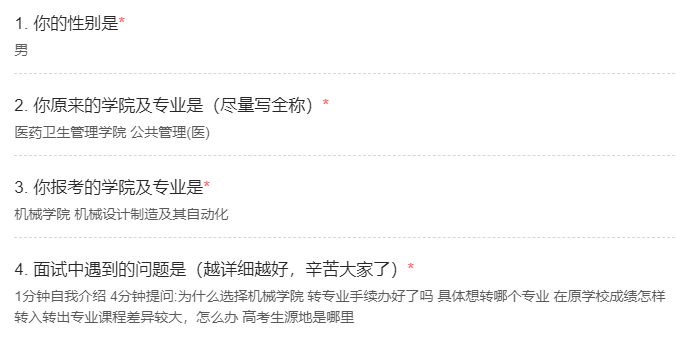 1. 你的性别是*
男
2. 你原来的学院及专业是（尽量写全称）*
医药卫生管理学院 公共管理(医)
3. 你报考的学院及专业是*
机械学院 机械设计制造及其自动化
4. 面试中遇到的问题是（越详细越好，辛苦大家了）*
1分钟自我介绍 4分钟提问:为什么选择机械学院 转专业手续办好了吗 具体想转哪个专业 在原学校成绩怎样
转入转出专业课程差异较大，怎么办 高考生源地是哪里